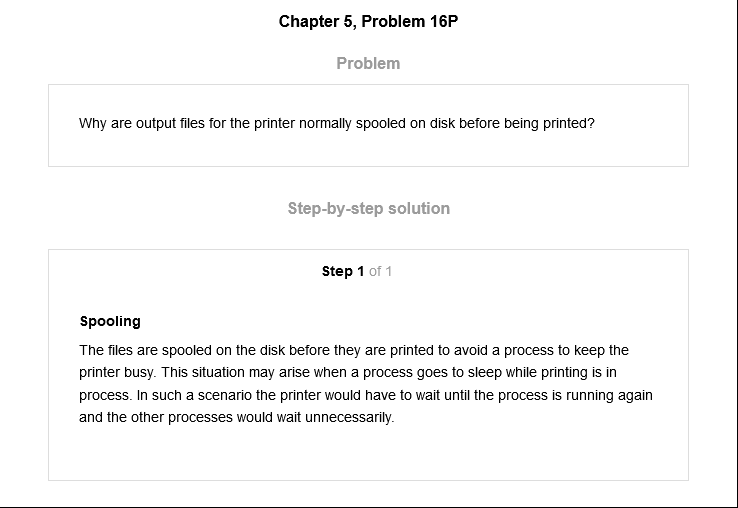 Chapter 5, Problem 16P
Problem
Why are output files for the printer normally spooled on disk before being printed?
Step-by-step solution
Step 1 of 1
Spooling
The files are spooled on the disk before they are printed to avoid a process to keep the
printer busy. This situation may arise when a process goes to sleep while printing is in
process. In such a scenario the printer would have to wait until the process is running again
and the other processes would wait unnecessarily.